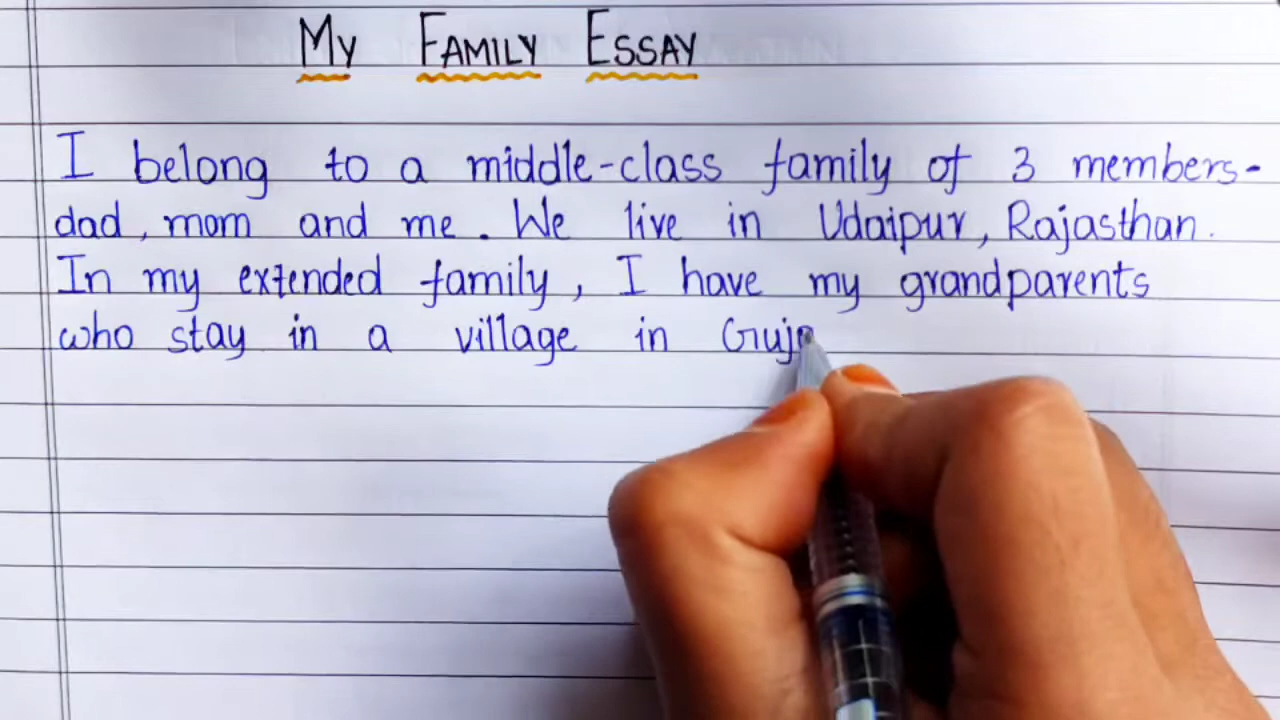 My Family Essay
I belong to a middle-class family of 3 members-
dad, mom and me. We live in Udaipur, Rajasthan.
In my extended family, I have my grandparents
who stay in a village in